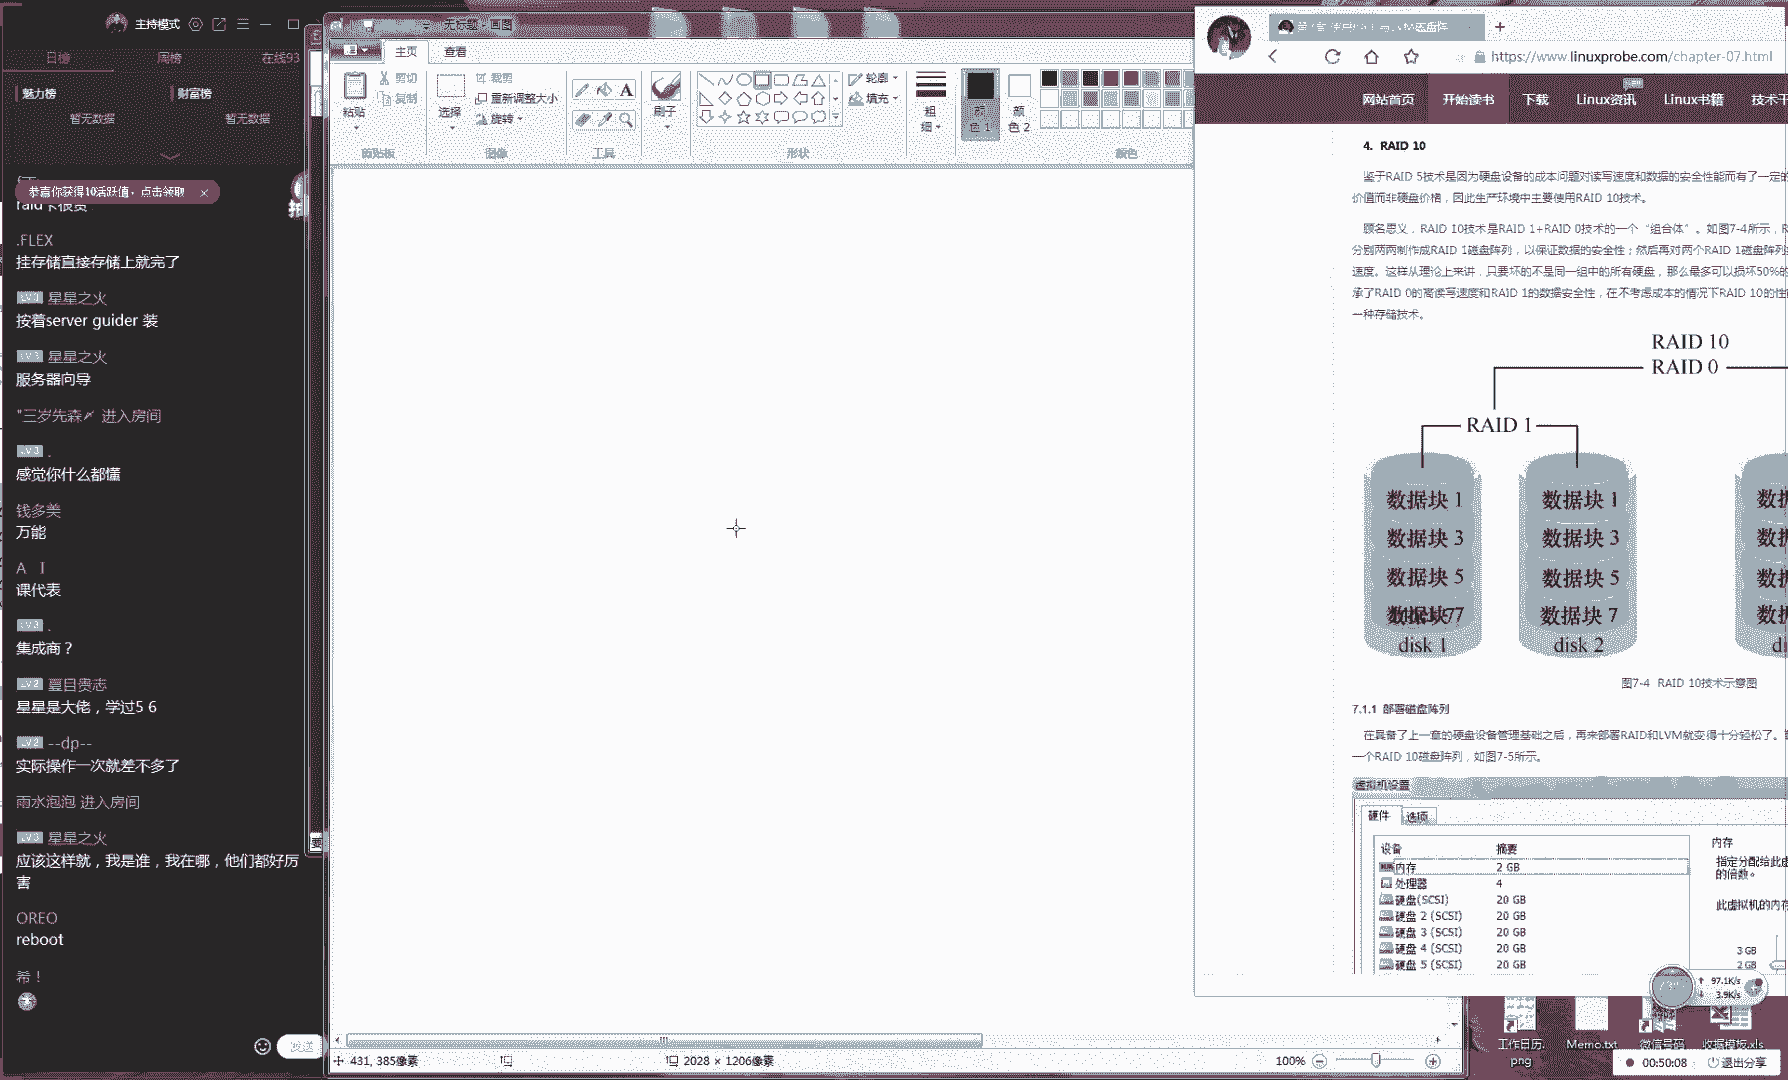 主持模式
日榜
周榜
在线93
魅力榜
财富榜
暂无数据
暂无数据
恭喜你获得10活跃值，点击领取
.FLEX
挂存储直接存储上就完了
LV3 星星之火
按着server guider 装
LV3 星星之火
服务器向导
"三岁先森〆 进入房间
LV3 .
感觉你什么都懂
钱多美
万能
A I
课代表
LV3 .
集成商？
LV2 夏目贵志
星星是大佬，学过5 6
LV2 --dp--
实际操作一次就差不多了
雨水泡泡 进入房间
LV3 星星之火
应该这样就，我是谁，我在哪，他们都好厉
害
OREO
reboot
希！
发送
无标题 - 画图
主页
查看
粘贴
剪切
复制
剪贴板
选择
裁剪
重新调整大小
旋转
图像
A
工具
刷子
形状
轮廓
填充
粗
细
颜
色 1
颜
色 2
颜色
431, 385像素
2028 × 1206像素
100%
https://www.linuxprobe.com/chapter-07.html
网站首页
开始读书
下载
Linux资讯
Linux书籍
4. RAID 10
鉴于RAID 5技术是因为硬盘设备的成本问题对读写速度和数据的安全性能而有了一定的
价值而非硬盘价格，因此生产环境中主要使用RAID 10技术。
顾名思义，RAID 10技术是RAID 1+RAID 0技术的一个“组合体”。如图7-4所示，R
分别两两制作成RAID 1磁盘阵列，以保证数据的安全性；然后再对两个RAID 1磁盘阵列
速度。这样从理论上来讲，只要坏的不是同一组中的所有硬盘，那么最多可以损坏50%的
承了RAID 0的高读写速度和RAID 1的数据安全性，在不考虑成本的情况下RAID 10的性
一种存储技术。
RAID 10
RAID 0
RAID 1
数据块 1
数据块 3
数据块 5
disk 1
数据块 1
数据块 3
数据块 5
数据块 7
disk 2
图7-4 RAID 10技术示意图
7.1.1 部署磁盘阵列
在具备了上一章的硬盘设备管理基础之后，再来部署RAID和LVM就变得十分轻松了。
一个RAID 10磁盘阵列，如图7-5所示。
虚拟机设置
硬件
选项
设备
摘要
内存
2 GB
处理器
4
硬盘(SCSI)
20 GB
硬盘 2 (SCSI)
20 GB
硬盘 3 (SCSI)
20 GB
硬盘 4 (SCSI)
20 GB
硬盘 5 (SCSI)
20 GB
内存
指定分配给此虚
的倍数。
此虚拟机的内存
3 GB
2 GB
97.1K/s
3.9K/s
工作日历.
png
Memo.txt
微信号码
收据模板.xls
00:50:08
退出分享